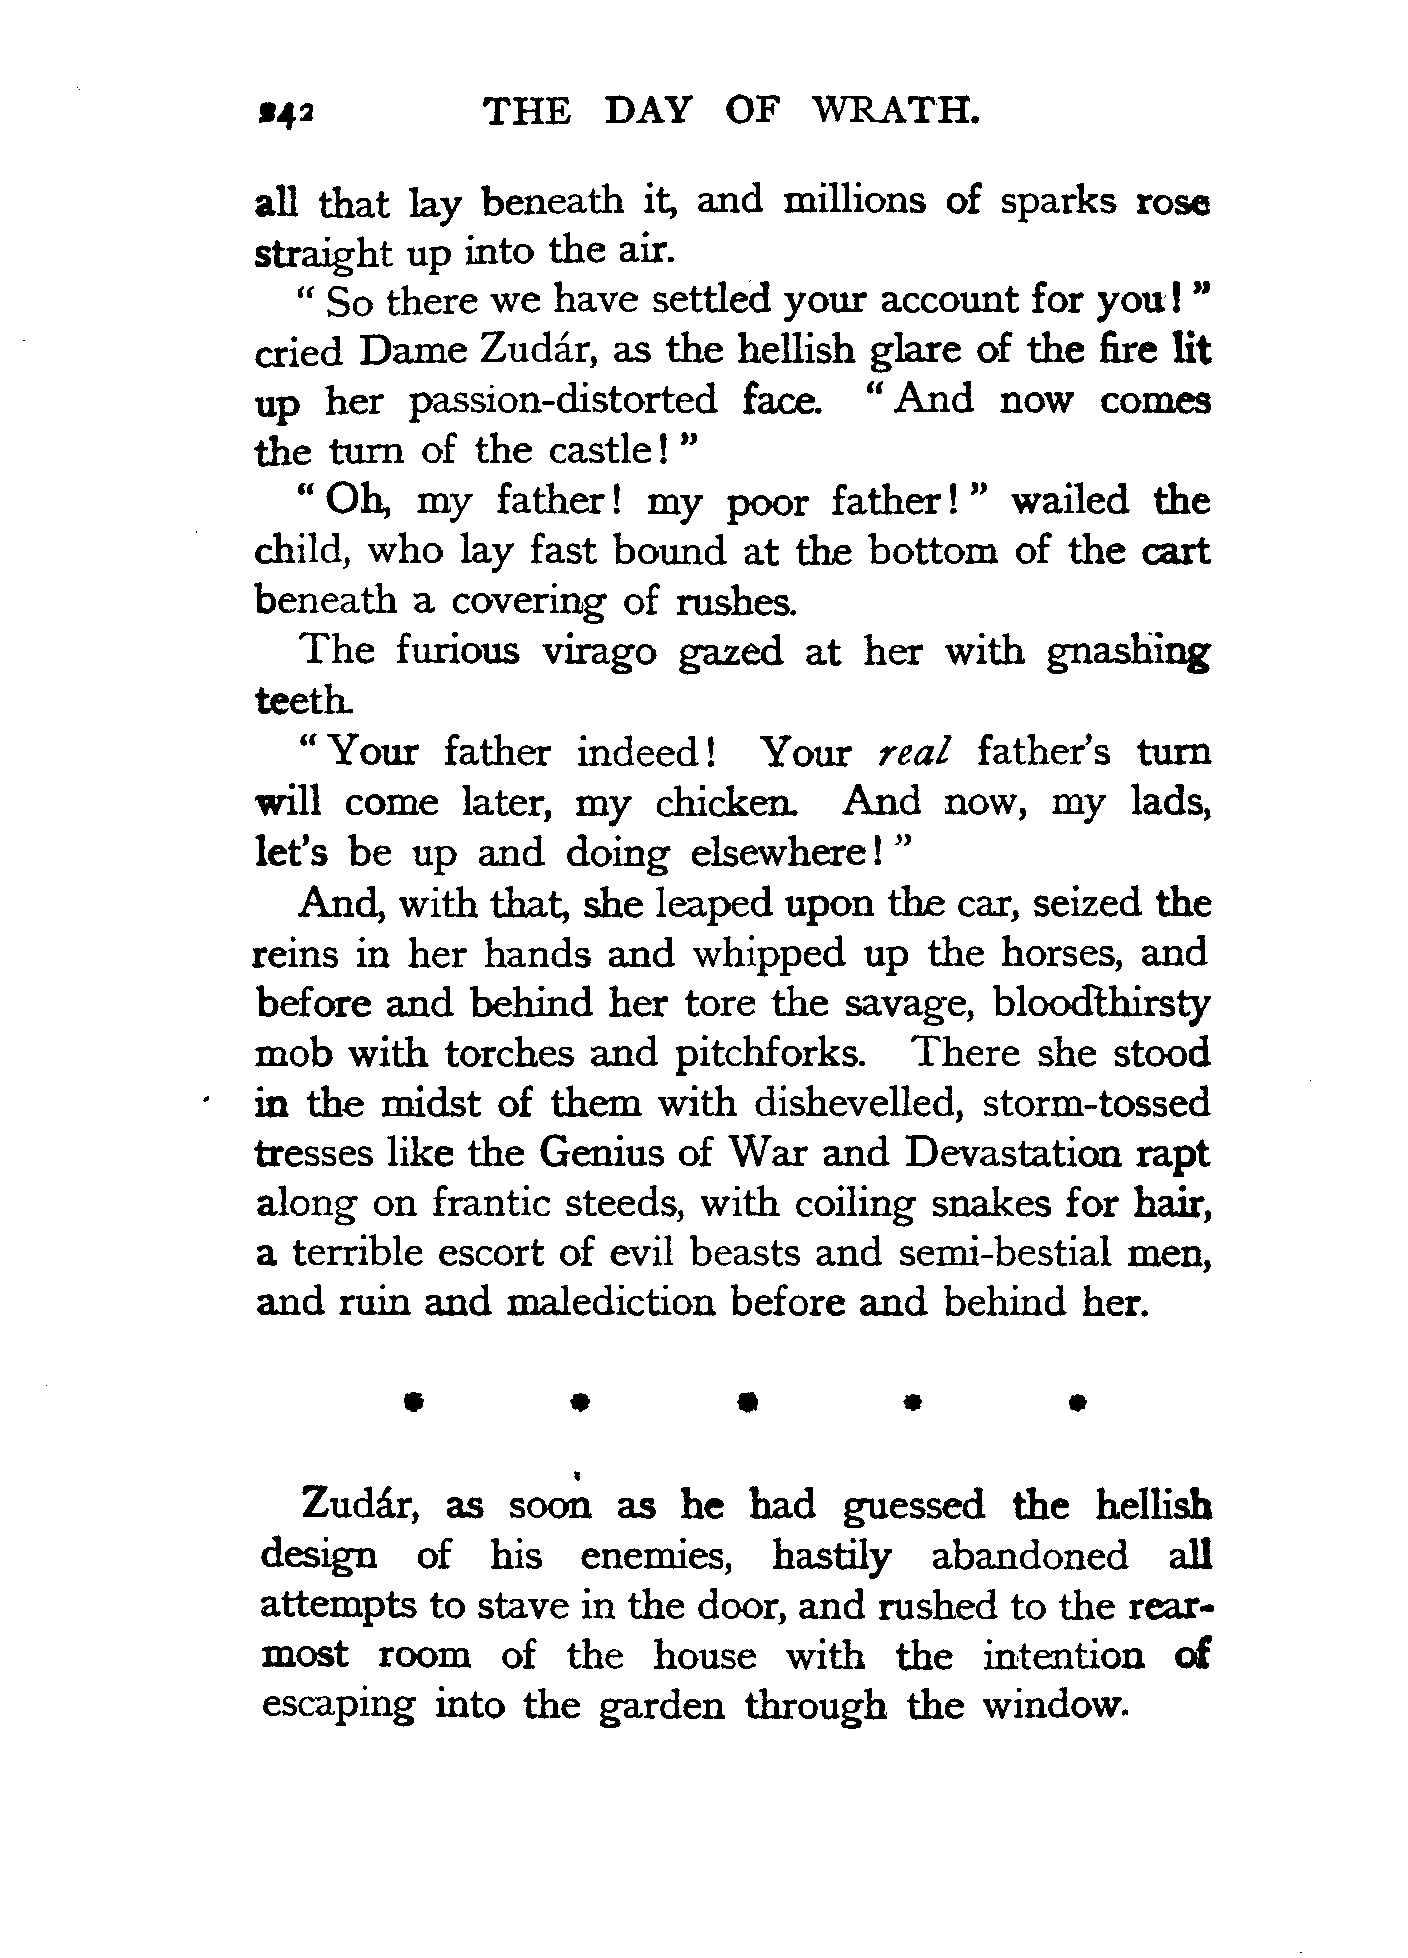 242 THE DAY OF WRATH.
all that lay beneath it, and millions of sparks rose
straight up into the air.
" So there we have settled your account for you! "
cried Dame Zudár, as the hellish glare of the fire lit
up her passion-distorted face. " And now comes
the turn of the castle! "
" Oh, my father! my poor father! " wailed the
child, who lay fast bound at the bottom of the cart
beneath a covering of rushes.
The furious virago gazed at her with gnashing
teeth.
" Your father indeed! Your real father's turn
will come later, my chicken. And now, my lads,
let's be up and doing elsewhere! "
And, with that, she leaped upon the car, seized the
reins in her hands and whipped up the horses, and
before and behind her tore the savage, bloodthirsty
mob with torches and pitchforks. There she stood
in the midst of them with dishevelled, storm-tossed
tresses like the Genius of War and Devastation rapt
along on frantic steeds, with coiling snakes for hair,
a terrible escort of evil beasts and semi-bestial men,
and ruin and malediction before and behind her.
* * * * *
Zudár, as soon as he had guessed the hellish
design of his enemies, hastily abandoned all
attempts to stave in the door, and rushed to the rear-
most room of the house with the intention of
escaping into the garden through the window.